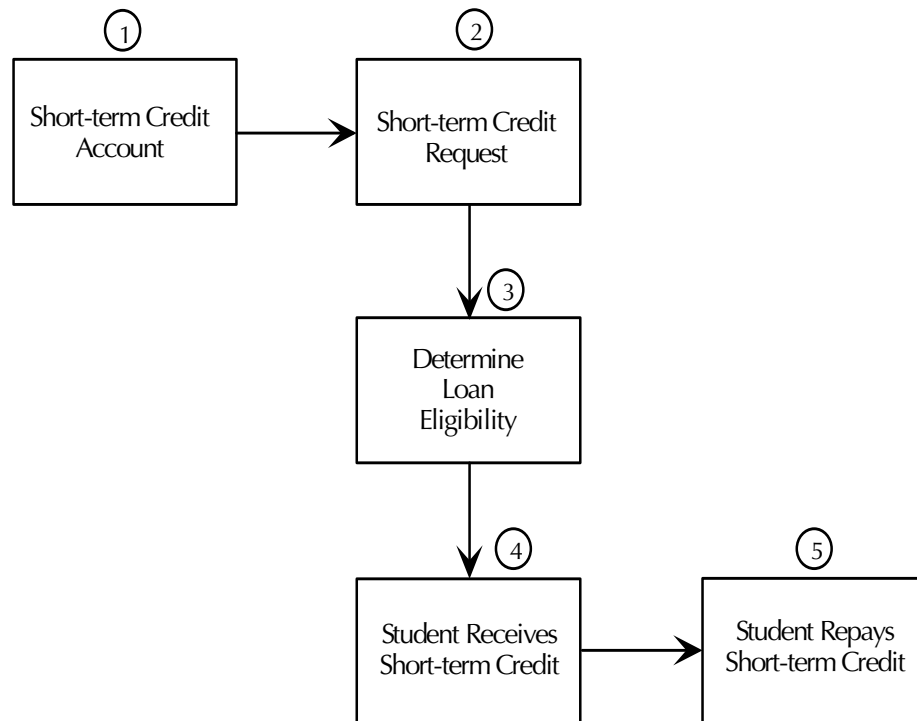 1
2
Short-term Credit
Account
Short-term Credit
Request
3
Determine
Loan
Eligibility
4
5
Student Receives
Short-term Credit
Student Repays
Short-term Credit